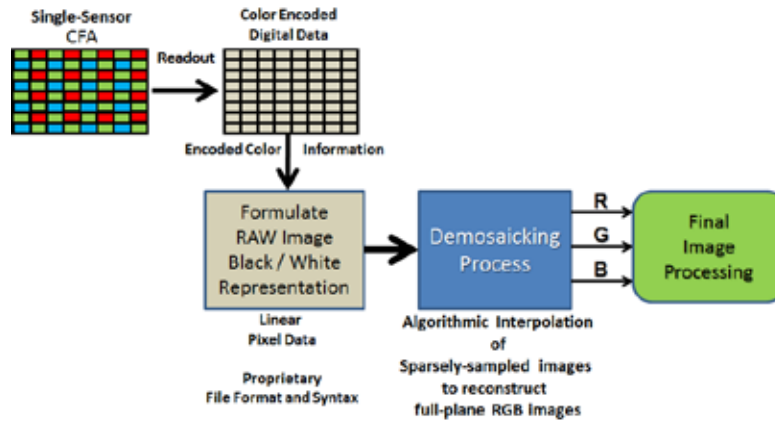 Single-Sensor
CFA
Readout
Color Encoded
Digital Data
Encoded Color
Information
Formulate
RAW Image
Black / White
Representation
Linear
Pixel Data
Proprietary
File Format and Syntax
Demosaicking
Process
Algorithmic Interpolation
of
Sparsely-sampled images
to reconstruct
full-plane RGB images
R
G
B
Final
Image
Processing